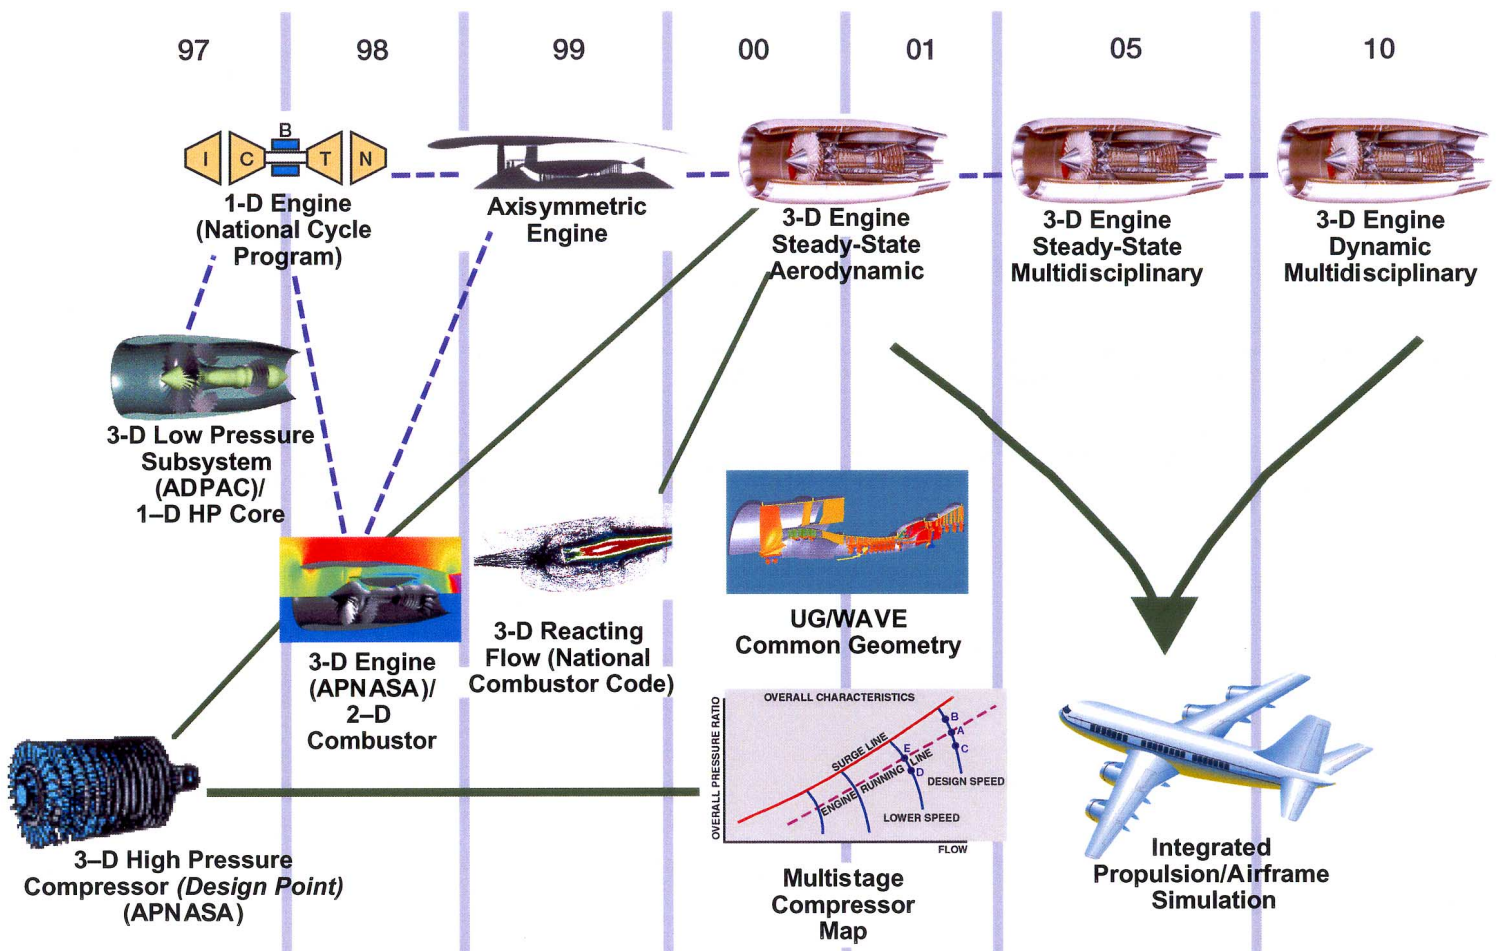 97
98
99
00
01
05
10
B
I
C
T
N
1-D Engine
(National Cycle
Program)
Axisymmetric
Engine
3-D Engine
Steady-State
Aerodynamic
3-D Engine
Steady-State
Multidisciplinary
3-D Engine
Dynamic
Multidisciplinary
3-D Low Pressure
Subsystem
(ADPAC)/
1–D HP Core
3-D Engine
(APNASA)/
2–D
Combustor
3-D Reacting
Flow (National
Combustor Code)
UG/WAVE
Common Geometry
OVERALL CHARACTERISTICS
OVERALL PRESSURE RATIO
SURGE LINE
ENGINE RUNNING LINE
B
A
C
E
D
DESIGN SPEED
LOWER SPEED
FLOW
Multistage
Compressor
Map
3–D High Pressure
Compressor (Design Point)
(APNASA)
Integrated
Propulsion/Airframe
Simulation